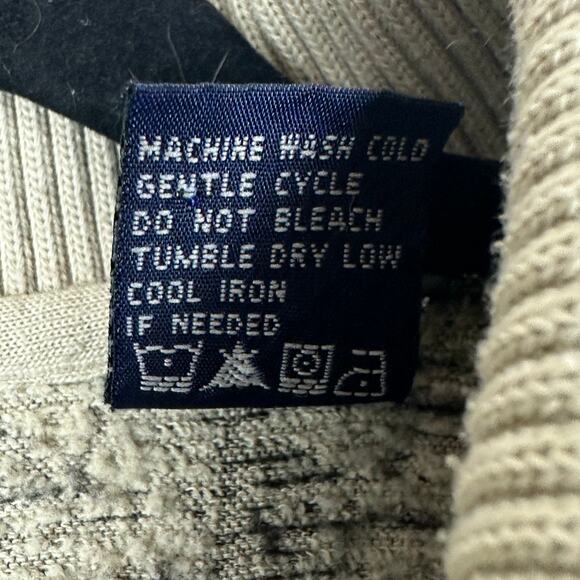 MACHINE WASH COLD
GENTLE CYCLE
DO NOT BLEACH
TUMBLE DRY LOW
COOL IRON
IF NEEDED